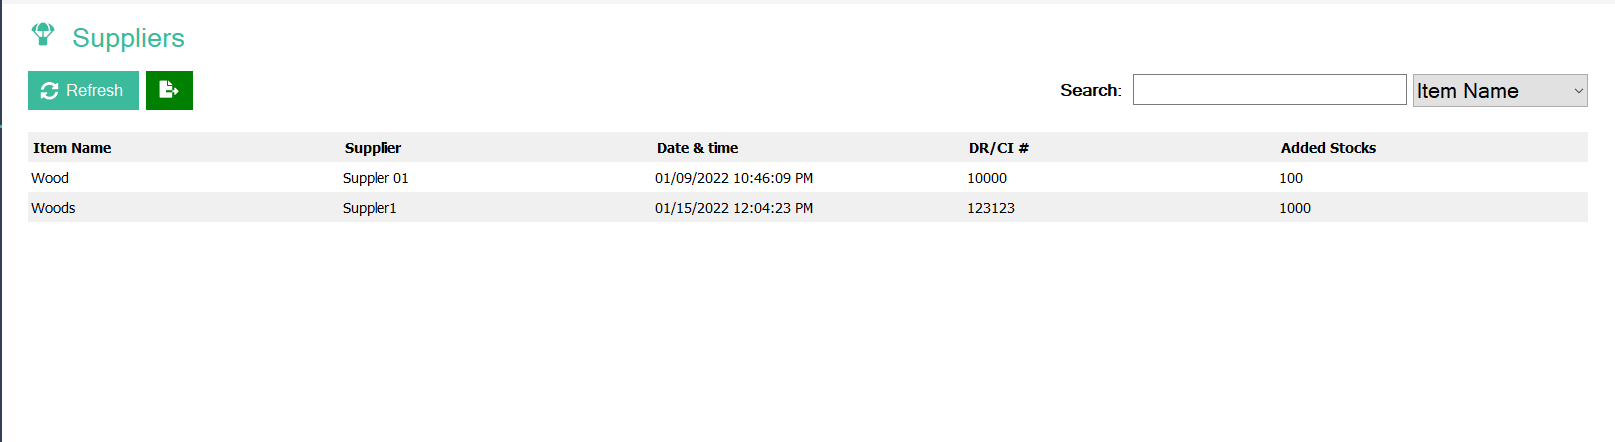 Suppliers
Refresh
Search: Item Name
Item Name Supplier Date & time DR/CI # Added Stocks
Wood Suppler 01 01/09/2022 10:46:09 PM 10000 100
Woods Suppler1 01/15/2022 12:04:23 PM 123123 1000